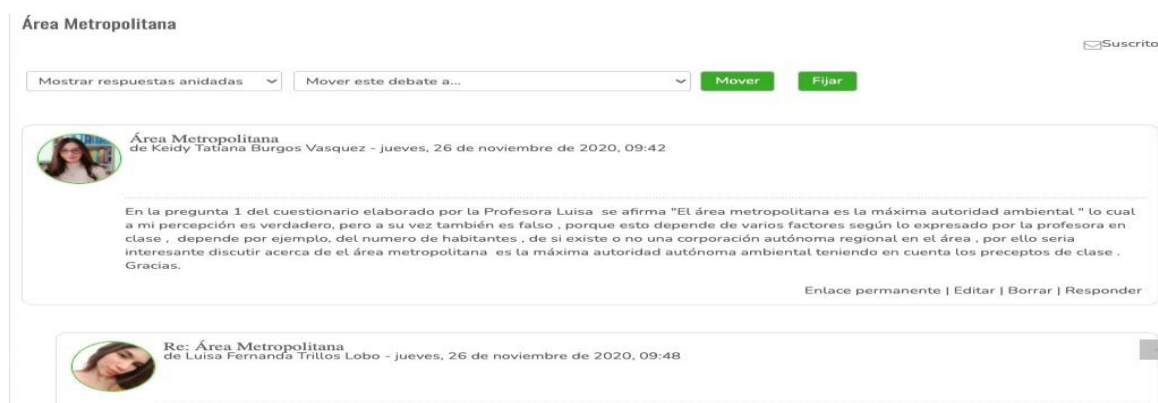 Área Metropolitana
Suscrito
Mostrar respuestas anidadas Mover este debate a... Mover Fijar
Área Metropolitana
de Keidy Tatiana Burgos Vasquez - jueves, 26 de noviembre de 2020, 09:42
En la pregunta 1 del cuestionario elaborado por la Profesora Luisa se afirma "El área metropolitana es la máxima autoridad ambiental " lo cual
a mi percepción es verdadero, pero a su vez también es falso , porque esto depende de varios factores según lo expresado por la profesora en
clase , depende por ejemplo, del numero de habitantes , de si existe o no una corporación autónoma regional en el área , por ello seria
interesante discutir acerca de el área metropolitana es la máxima autoridad autónoma ambiental teniendo en cuenta los preceptos de clase .
Gracias.
Enlace permanente | Editar | Borrar | Responder
Re: Área Metropolitana
de Luisa Fernanda Trillos Lobo - jueves, 26 de noviembre de 2020, 09:48